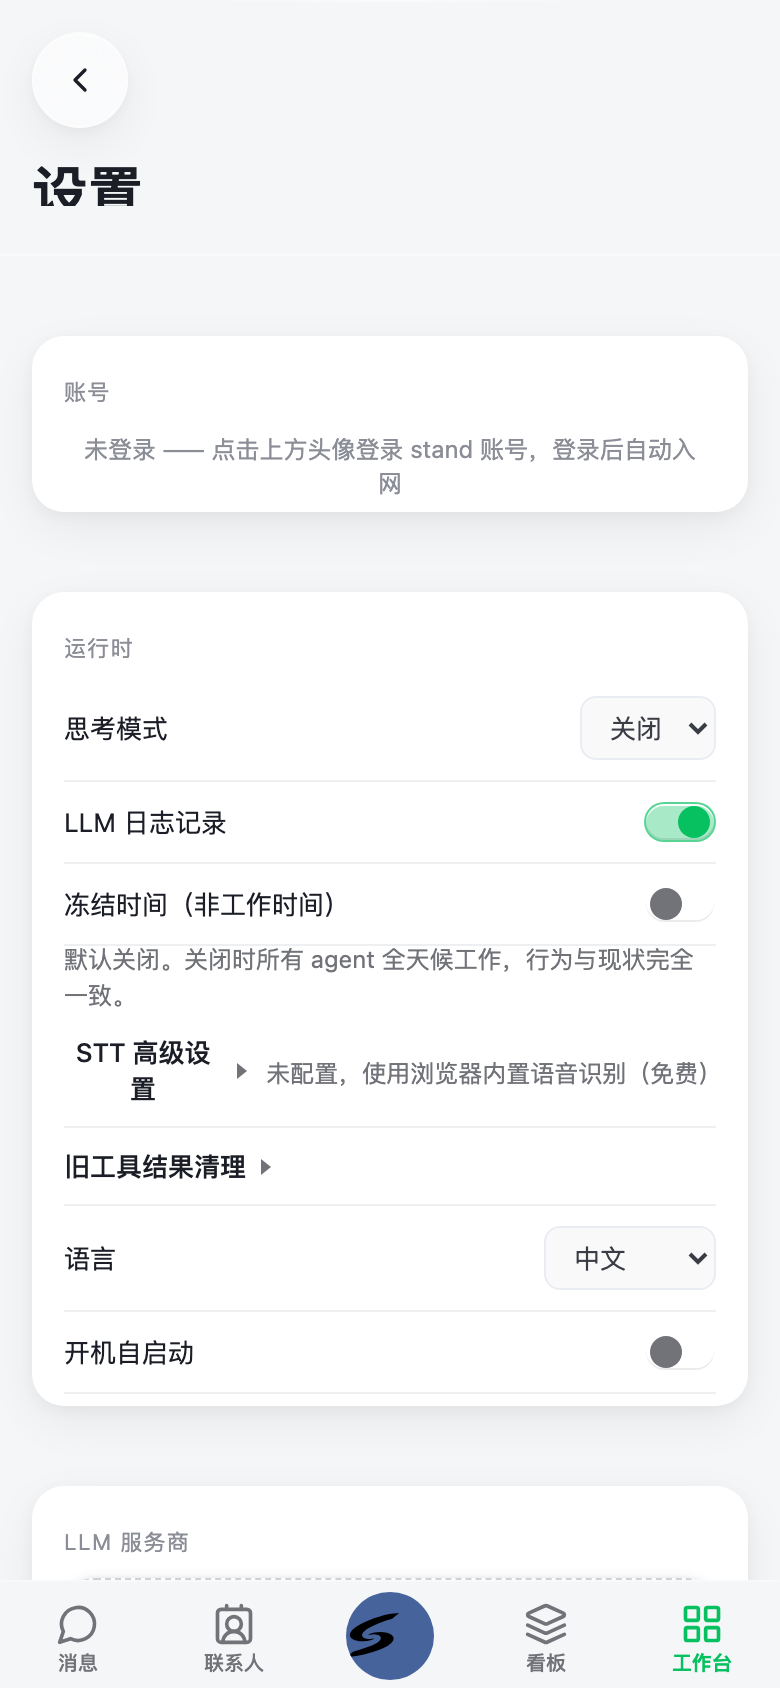 设置
账号
未登录 —— 点击上方头像登录 stand 账号，登录后自动入
网
运行时
思考模式
关闭
LLM 日志记录
冻结时间（非工作时间）
默认关闭。关闭时所有 agent 全天候工作，行为与现状完全
一致。
STT 高级设
置
未配置，使用浏览器内置语音识别（免费）
旧工具结果清理
语言
中文
开机自启动
LLM 服务商
消息
联系人
看板
工作台